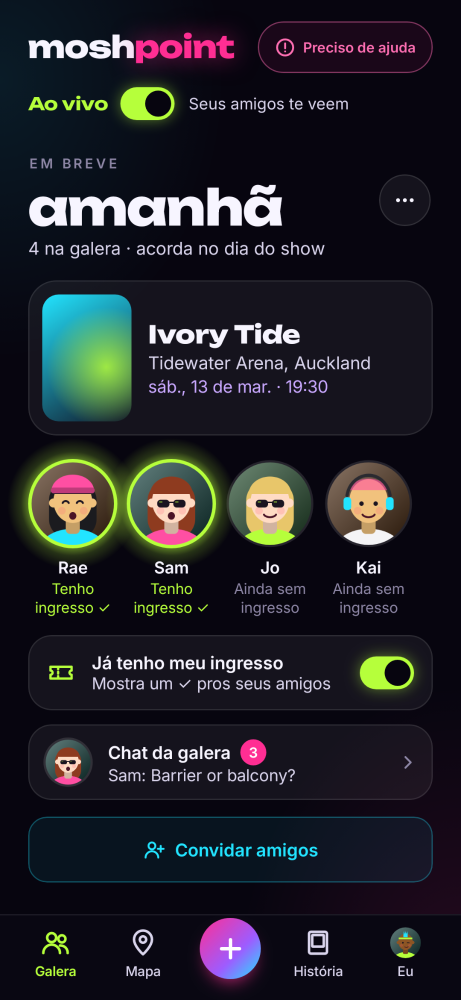 moshpoint
Preciso de ajuda
Ao vivo
Seus amigos te veem
EM BREVE
amanhã
4 na galera · acorda no dia do show
Ivory Tide
Tidewater Arena, Auckland
sáb., 13 de mar. · 19:30
Rae
Tenho
ingresso ✓
Sam
Tenho
ingresso ✓
Jo
Ainda sem
ingresso
Kai
Ainda sem
ingresso
Já tenho meu ingresso
Mostra um ✓ pros seus amigos
Chat da galera 3
Sam: Barrier or balcony?
Convidar amigos
Galera
Mapa
História
Eu